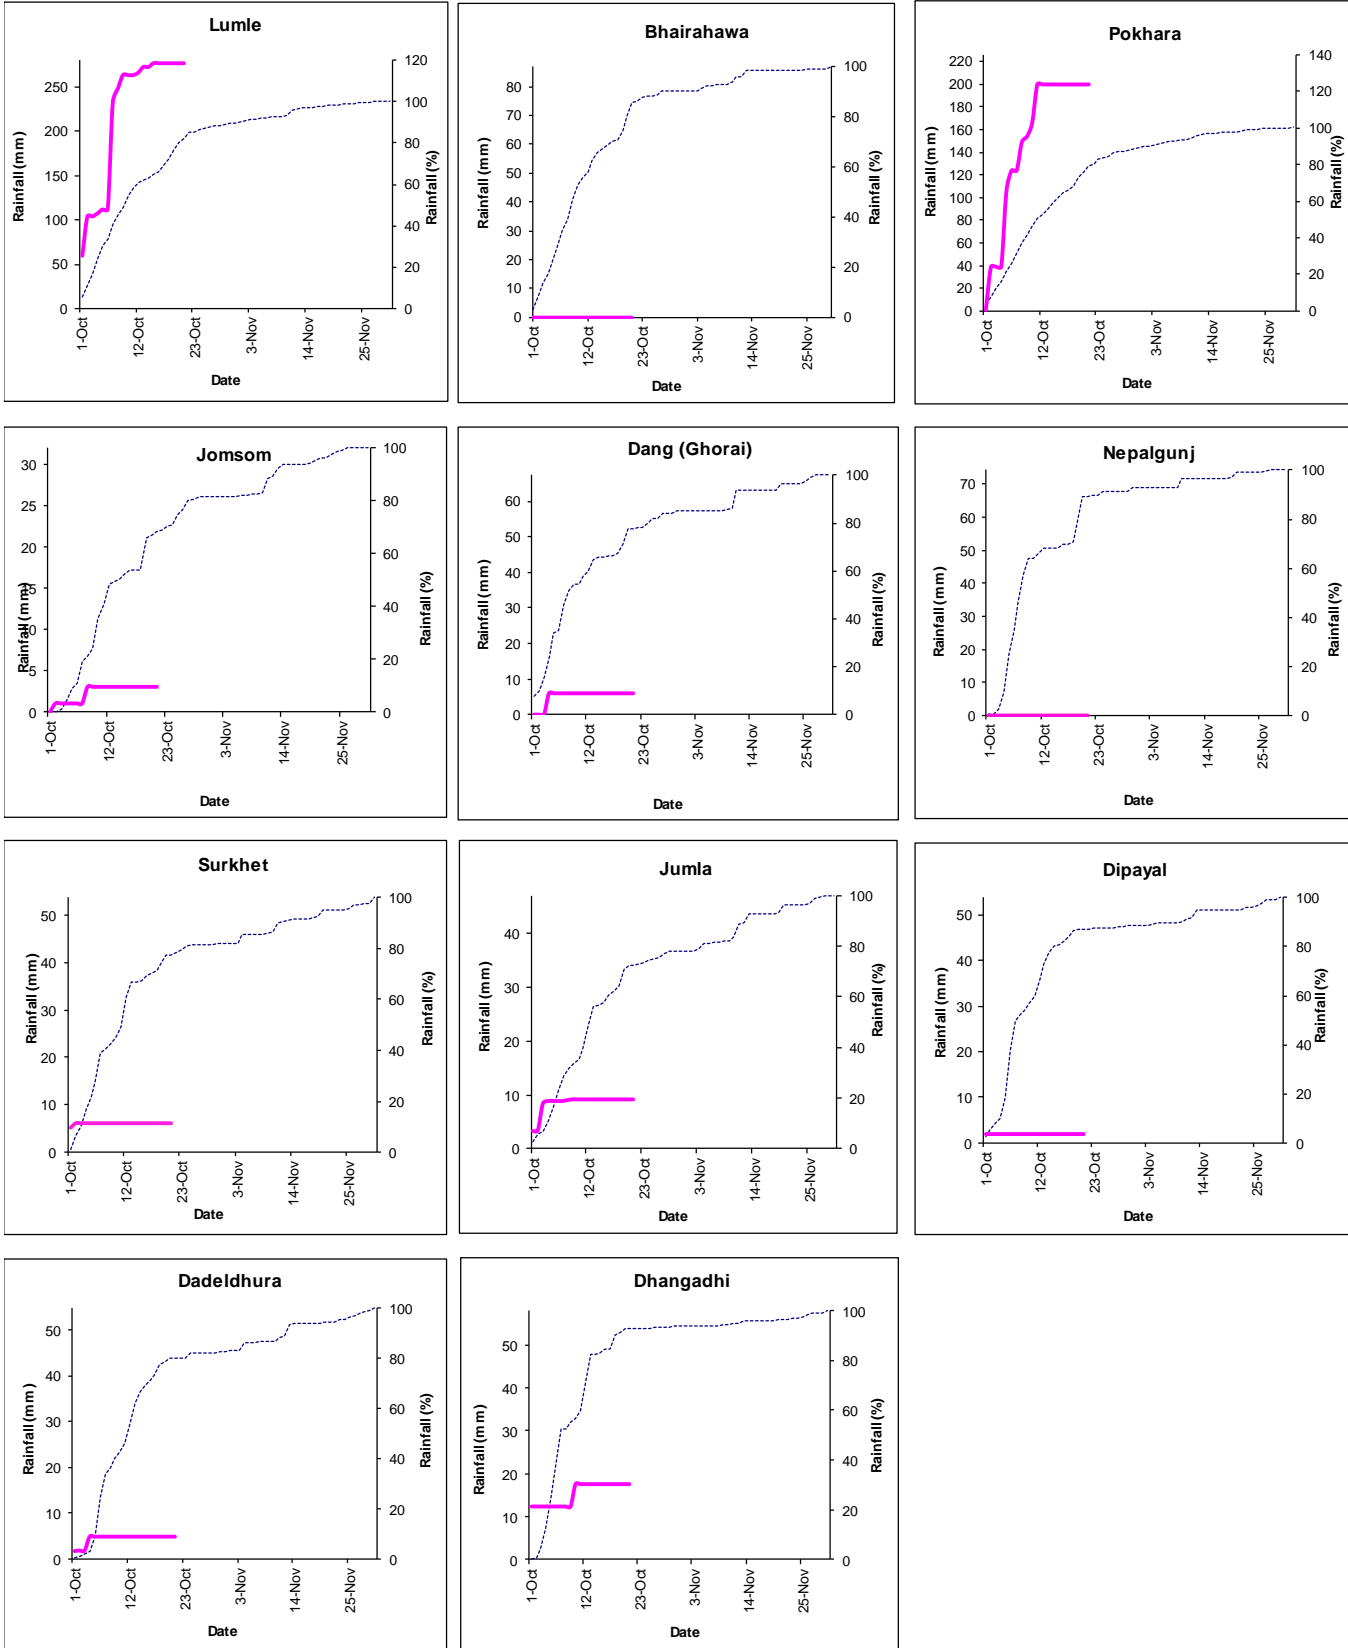 Lumle
Rainfall (mm)
250
200
150
100
50
0
120
100
80
60
40
20
0
Rainfall (%)
1-Oct
12-Oct
23-Oct
3-Nov
14-Nov
25-Nov
Date
Bhairahawa
Rainfall (mm)
80
70
60
50
40
30
20
10
0
100
80
60
40
20
0
Rainfall (%)
1-Oct
12-Oct
23-Oct
3-Nov
14-Nov
25-Nov
Date
Pokhara
Rainfall (mm)
220
200
180
160
140
120
100
80
60
40
20
0
140
120
100
80
60
40
20
0
Rainfall (%)
1-Oct
12-Oct
23-Oct
3-Nov
14-Nov
25-Nov
Date
Jomsom
Rainfall (mm)
30
25
20
15
10
5
0
100
80
60
40
20
0
Rainfall (%)
1-Oct
12-Oct
23-Oct
3-Nov
14-Nov
25-Nov
Date
Dang (Ghorai)
Rainfall (mm)
60
50
40
30
20
10
0
100
80
60
40
20
0
Rainfall (%)
1-Oct
12-Oct
23-Oct
3-Nov
14-Nov
25-Nov
Date
Nepalgunj
Rainfall (mm)
70
60
50
40
30
20
10
0
100
80
60
40
20
0
Rainfall (%)
1-Oct
12-Oct
23-Oct
3-Nov
14-Nov
25-Nov
Date
Surkhet
Rainfall (mm)
50
40
30
20
10
0
100
80
60
40
20
0
Rainfall (%)
1-Oct
12-Oct
23-Oct
3-Nov
14-Nov
25-Nov
Date
Jumla
Rainfall (mm)
40
30
20
10
0
100
80
60
40
20
0
Rainfall (%)
1-Oct
12-Oct
23-Oct
3-Nov
14-Nov
25-Nov
Date
Dipayal
Rainfall (mm)
50
40
30
20
10
0
100
80
60
40
20
0
Rainfall (%)
1-Oct
12-Oct
23-Oct
3-Nov
14-Nov
25-Nov
Date
Dadeldhura
Rainfall (mm)
50
40
30
20
10
0
100
80
60
40
20
0
Rainfall (%)
1-Oct
12-Oct
23-Oct
3-Nov
14-Nov
25-Nov
Date
Dhangadhi
Rainfall (mm)
50
40
30
20
10
0
100
80
60
40
20
0
Rainfall (%)
1-Oct
12-Oct
23-Oct
3-Nov
14-Nov
25-Nov
Date